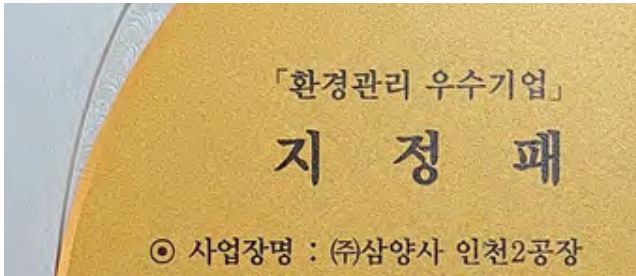 「환경관리 우수기업」
지 정 패
⊙ 사업장명 : ㈜삼양사 인천2공장